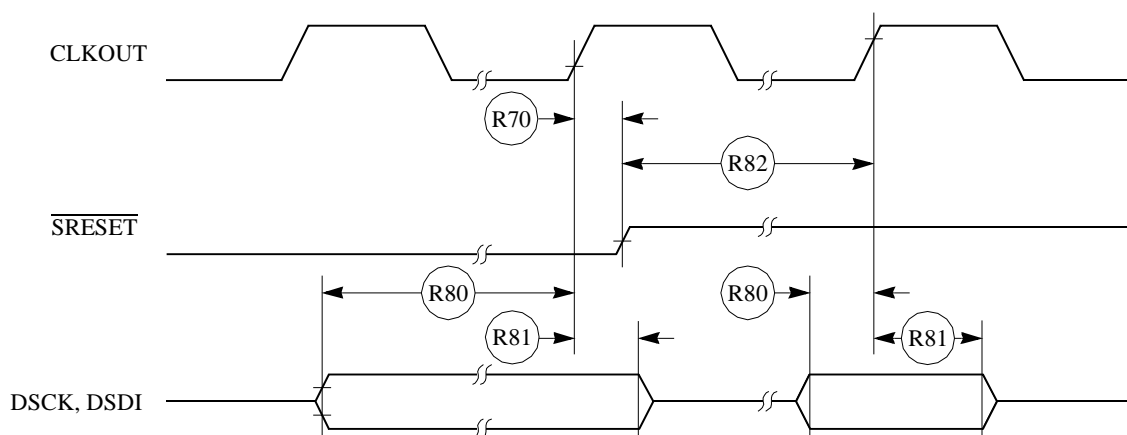 CLKOUT
R70
R82
SRESET
R80
R80
R81
R81
DSCK, DSDI